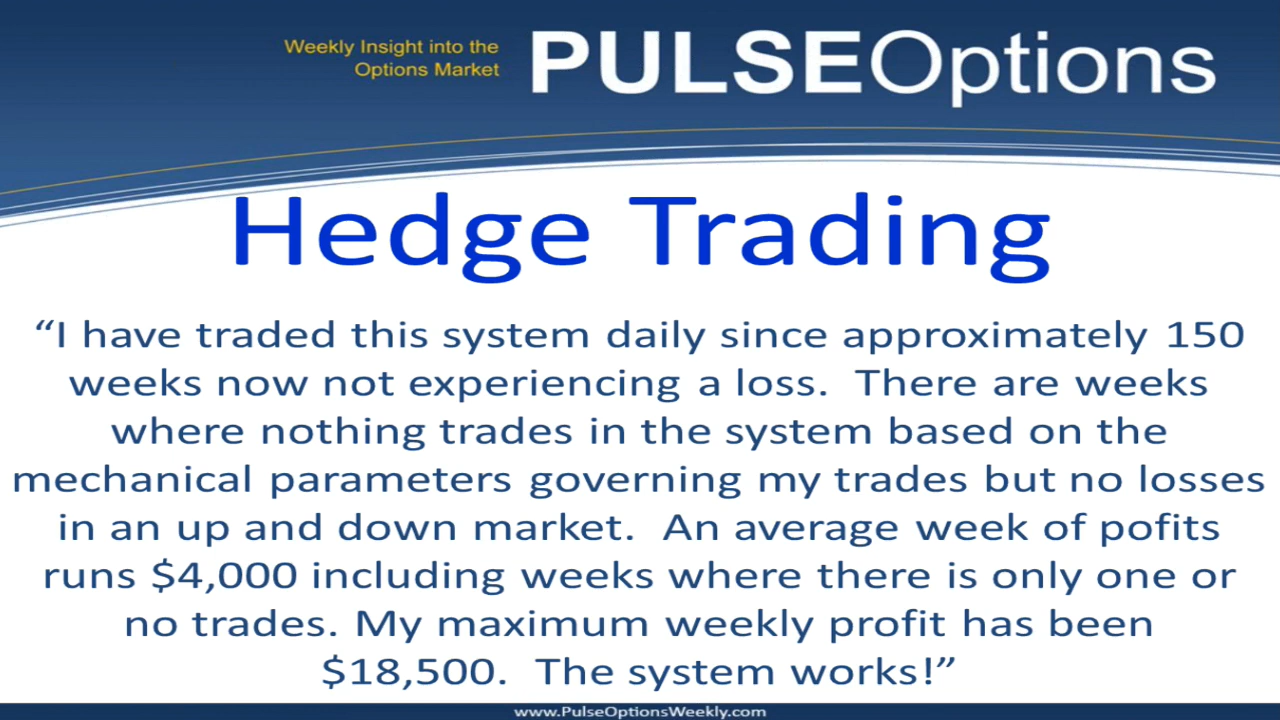 Weekly Insight into the
Options Market
PULSEOptions
Hedge Trading
“I have traded this system daily since approximately 150
weeks now not experiencing a loss.  There are weeks
where nothing trades in the system based on the
mechanical parameters governing my trades but no losses
in an up and down market.  An average week of pofits
runs $4,000 including weeks where there is only one or
no trades. My maximum weekly profit has been
$18,500.  The system works!”
www.PulseOptionsWeekly.com